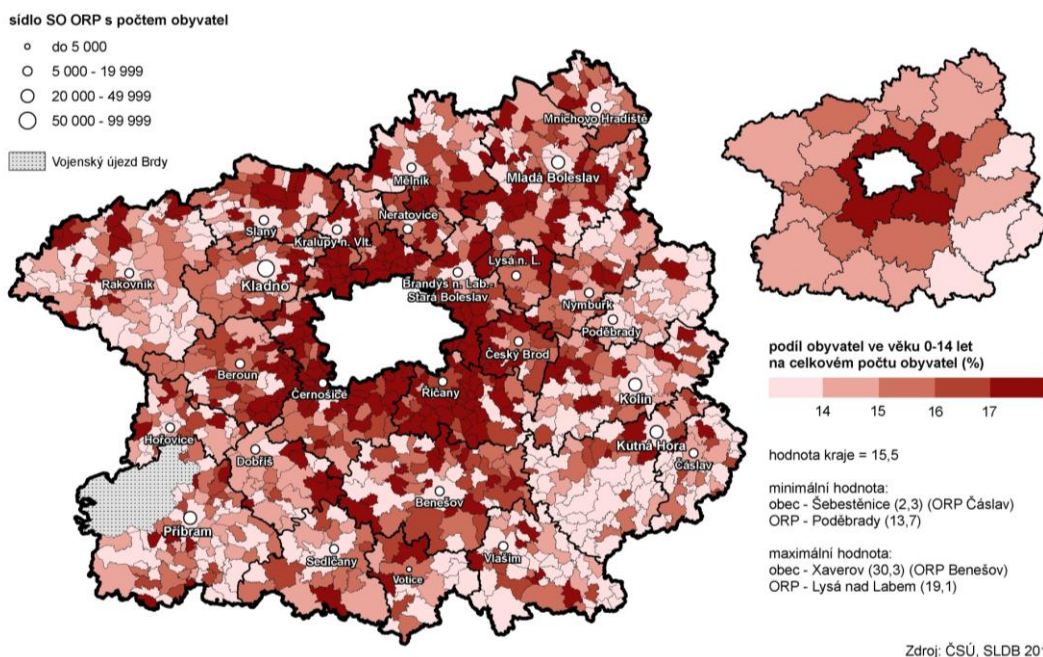 sídlo SO ORP s počtem obyvatel
do 5 000
5 000 - 19 999
20 000 - 49 999
50 000 - 99 999
Vojenský újezd Brdy
Mnichovo Hradiště
Mladá Boleslav
Mělník
Neratovice
Slaný
Kralupy n. Vlt.
Lysá n. L.
Kladno
Brandýs n. Lab.-
Stará Boleslav
Rakovník
Nymburk
Poděbrady
Český Brod
Beroun
Černošice
Říčany
Kolín
Hořovice
Kutná Hora
Dobříš
Čáslav
Benešov
Příbram
Sedlčany
Vlašim
Votice
podíl obyvatel ve věku 0-14 let
na celkovém počtu obyvatel (%)
14 15 16 17
hodnota kraje = 15,5
minimální hodnota:
obec - Šebestěnice (2,3) (ORP Čáslav)
ORP - Poděbrady (13,7)
maximální hodnota:
obec - Xaverov (30,3) (ORP Benešov)
ORP - Lysá nad Labem (19,1)
Zdroj: ČSÚ, SLDB 201